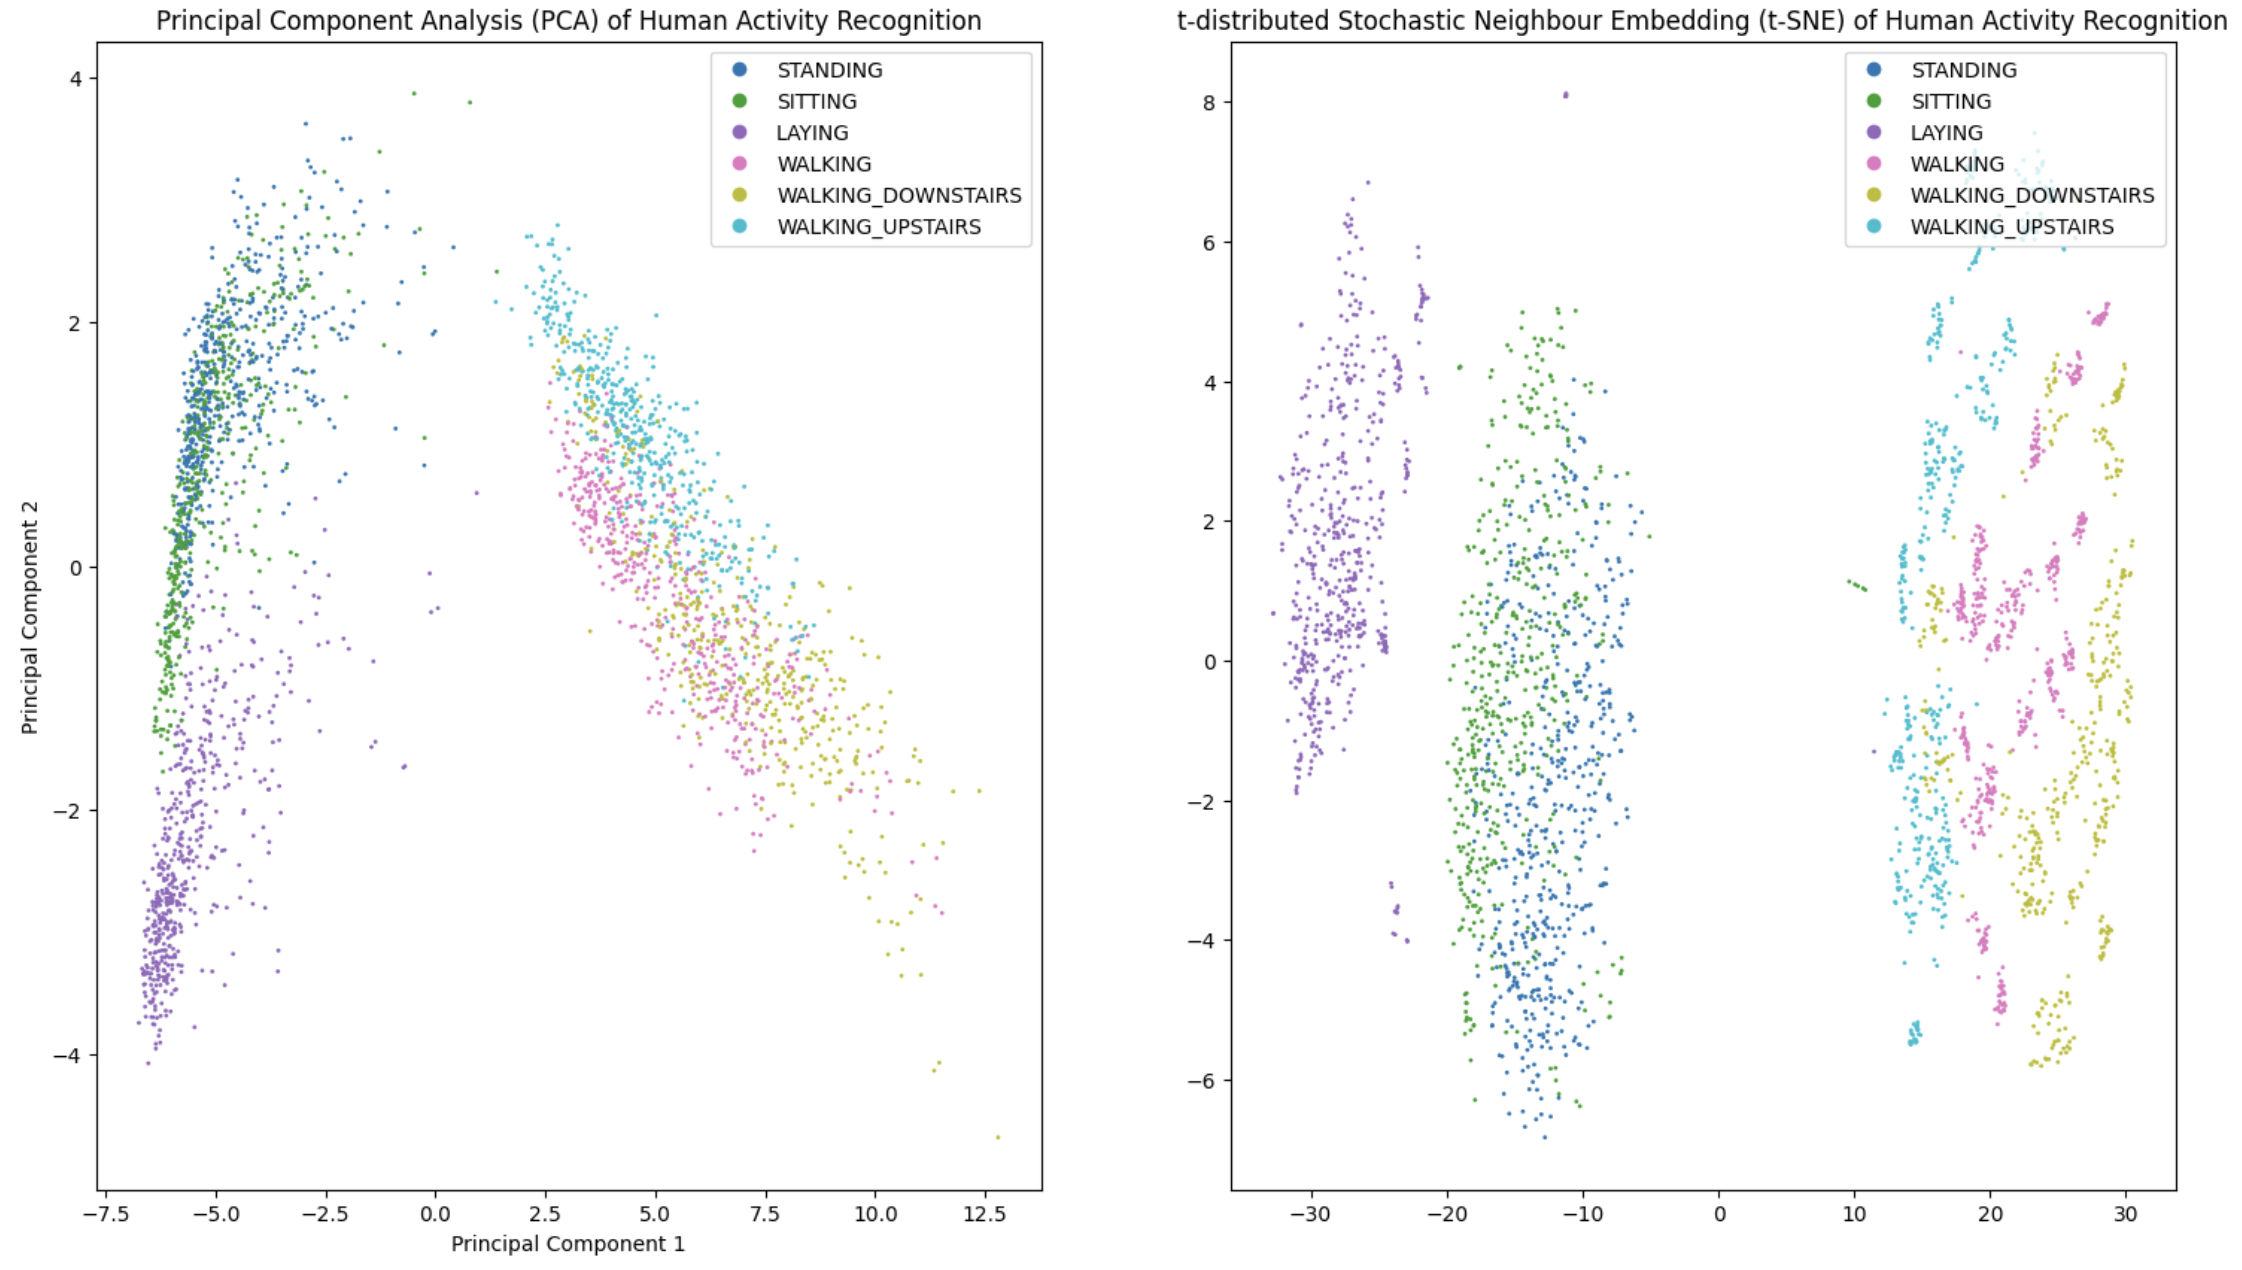 Principal Component Analysis (PCA) of Human Activity Recognition
STANDING
SITTING
LAYING
WALKING
WALKING_DOWNSTAIRS
WALKING_UPSTAIRS
4
2
0
−2
−4
Principal Component 2
−7.5 −5.0 −2.5 0.0 2.5 5.0 7.5 10.0 12.5
Principal Component 1
t-distributed Stochastic Neighbour Embedding (t-SNE) of Human Activity Recognition
STANDING
SITTING
LAYING
WALKING
WALKING_DOWNSTAIRS
WALKING_UPSTAIRS
8
6
4
2
0
−2
−4
−6
−30 −20 −10 0 10 20 30